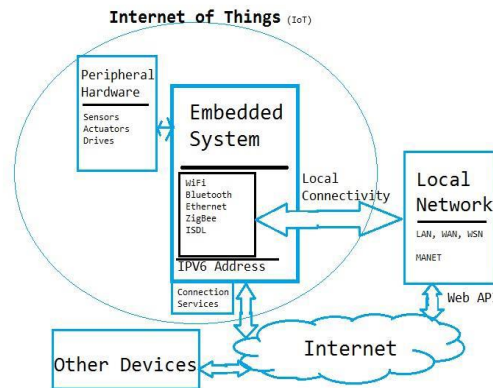 Internet of Things (IoT)
Peripheral
Hardware
Sensors
Actuators
Drives
Embedded
System
WiFi
Bluetooth
Ethernet
ZigBee
ISDL
IPV6 Address
Connection
Services
Local
Connectivity
Local
Network
LAN, WAN, WSN
MANET
Web AP
Internet
Other Devices